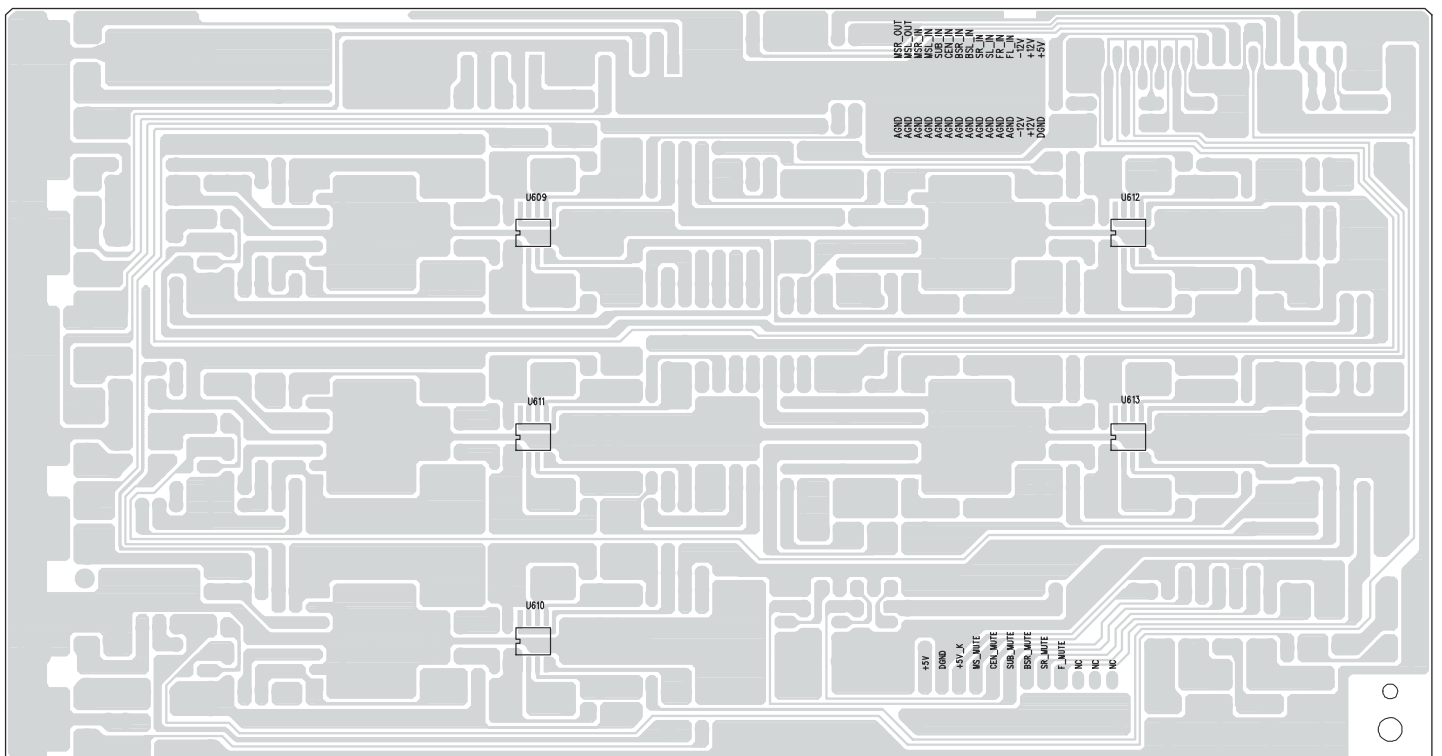 MSR_OUT
MSL_OUT
MSR_IN
MSL_IN
SUB_IN
CEN_IN
BSR_IN
BSL_IN
SR_IN
SL_IN
FR_IN
FL_IN
-12V
+12V
+5V
AGND
AGND
AGND
AGND
AGND
AGND
AGND
AGND
AGND
AGND
AGND
AGND
-12V
+12V
DGND
U609
U612
U611
U613
U610
+5V
DGND
+5V_K
MS_MUTE
CEN_MUTE
SUB_MUTE
BSR_MUTE
SR_MUTE
F_MUTE
NC
NC
NC